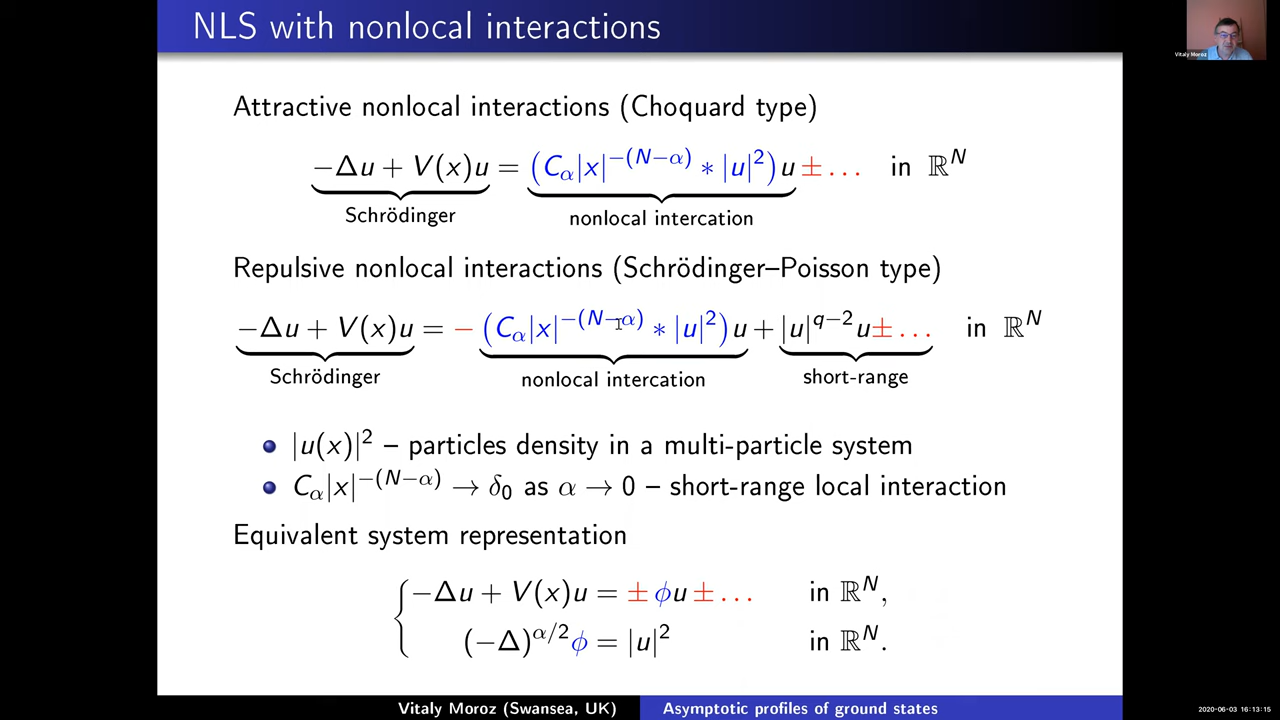 NLS with nonlocal interactions
Vitaly Moroz
Attractive nonlocal interactions (Choquard type)
−Δu + V(x)u = (C_α|x|^{−(N−α)} ∗ |u|^2)u ± … in ℝ^N
Schrödinger nonlocal intercation
Repulsive nonlocal interactions (Schrödinger–Poisson type)
−Δu + V(x)u = − (C_α|x|^{−(N−α)} ∗ |u|^2)u + |u|^{q−2}u ± … in ℝ^N
Schrödinger nonlocal intercation short-range
|u(x)|^2 – particles density in a multi-particle system
C_α|x|^{−(N−α)} → δ_0 as α → 0 – short-range local interaction
Equivalent system representation
−Δu + V(x)u = ± ϕu ± … in ℝ^N,
(−Δ)^{α/2}ϕ = |u|^2 in ℝ^N.
Vitaly Moroz (Swansea, UK) Asymptotic profiles of ground states
2020-06-03 16:13:15